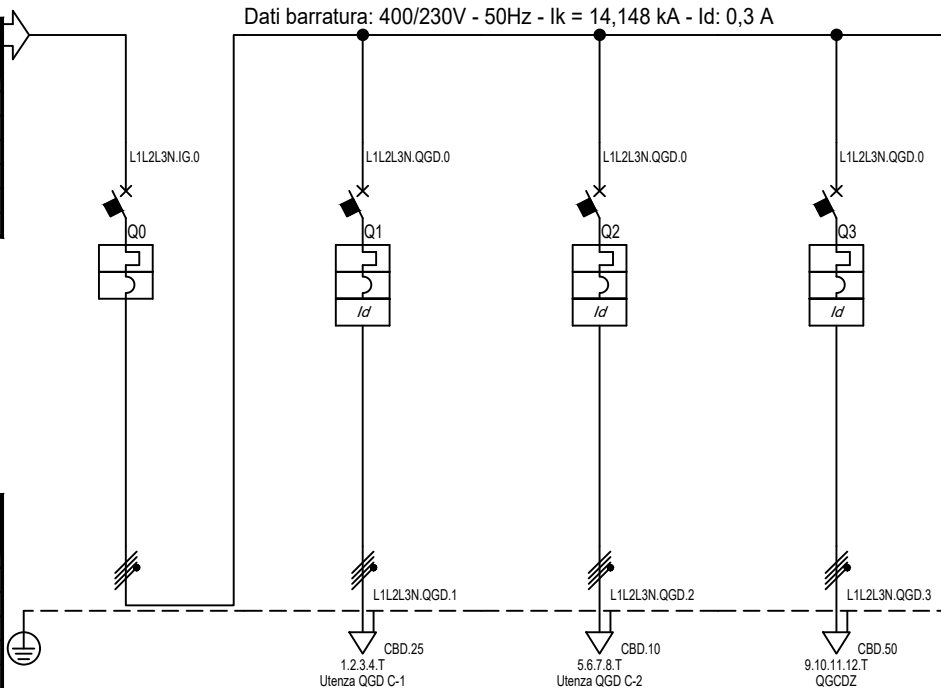 Dati barratura: 400/230V - 50Hz - Ik = 14,148 kA - Id: 0,3 A
L1L2L3N.IG.0
L1L2L3N.QGD.0
L1L2L3N.QGD.0
L1L2L3N.QGD.0
Q0
Q1
Q2
Q3
Id
Id
Id
L1L2L3N.QGD.1
L1L2L3N.QGD.2
L1L2L3N.QGD.3
CBD.25
CBD.10
CBD.50
1.2.3.4.T
5.6.7.8.T
9.10.11.12.T
Utenza QGD C-1
Utenza QGD C-2
QGCDZ